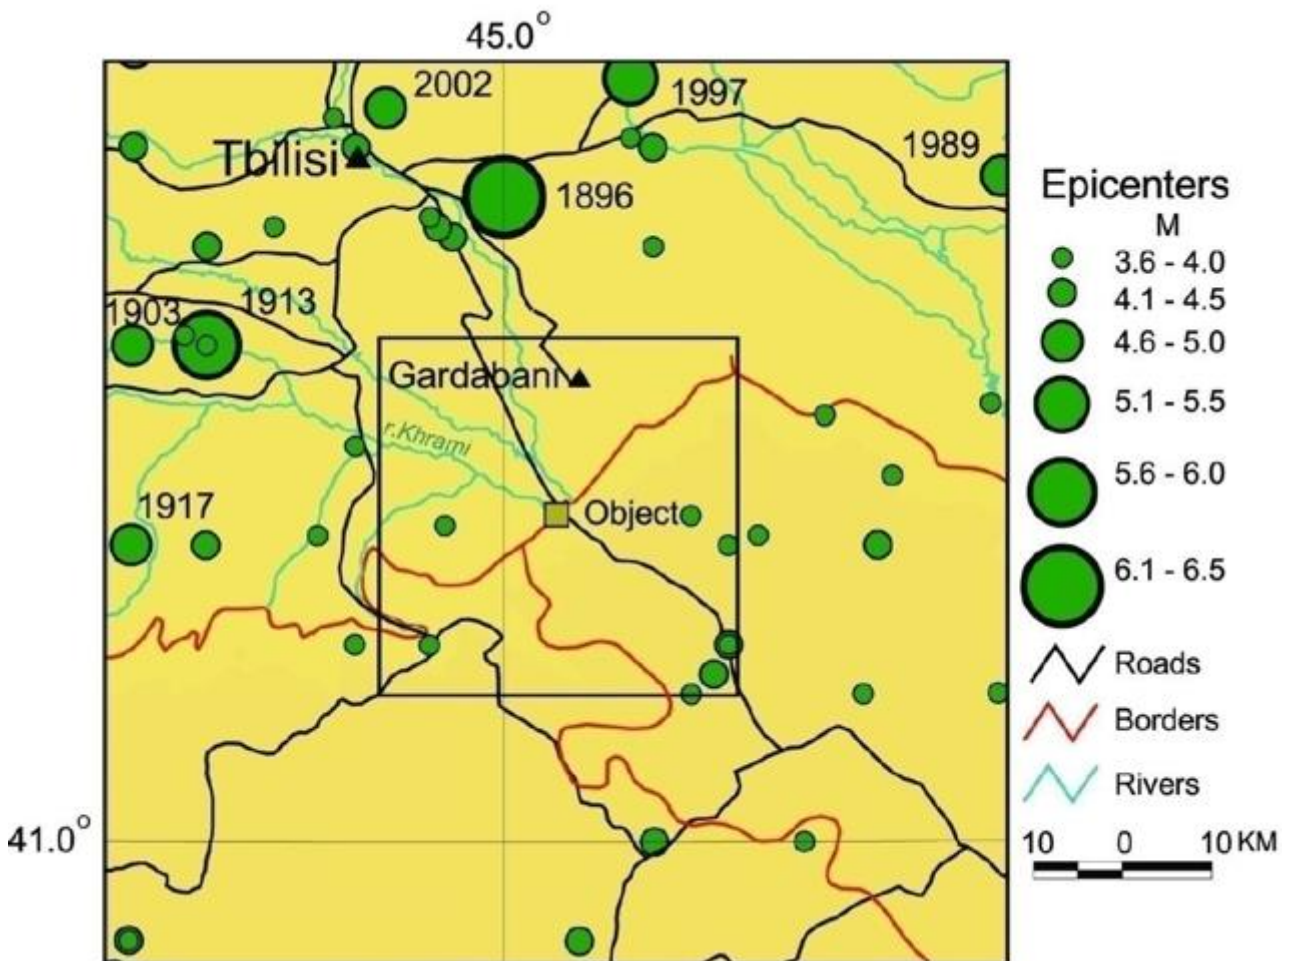 45.0°
2002
1997
1989
Tbilisi
1896
1903
1913
Gardabani
r.Khrami
Object
1917
41.0°
Epicenters
M
3.6 - 4.0
4.1 - 4.5
4.6 - 5.0
5.1 - 5.5
5.6 - 6.0
6.1 - 6.5
Roads
Borders
Rivers
10 0 10 KM